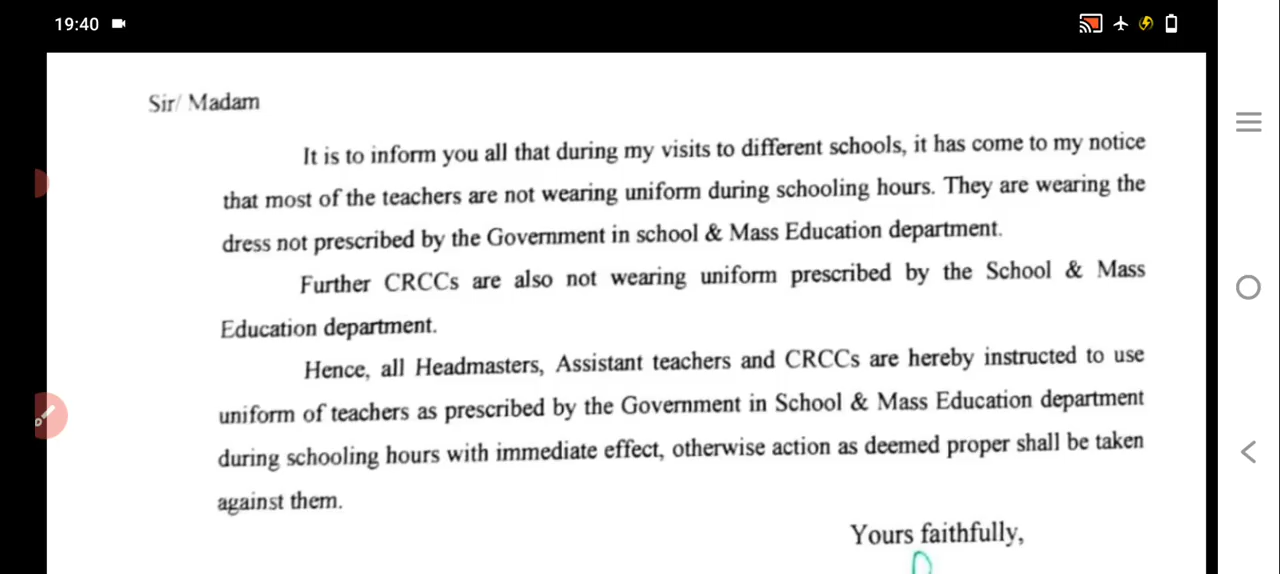 19:40
Sir/ Madam
It is to inform you all that during my visits to different schools, it has come to my notice
that most of the teachers are not wearing uniform during schooling hours. They are wearing the
dress not prescribed by the Government in school & Mass Education department.
Further CRCCs are also not wearing uniform prescribed by the School & Mass
Education department.
Hence, all Headmasters, Assistant teachers and CRCCs are hereby instructed to use
uniform of teachers as prescribed by the Government in School & Mass Education department
during schooling hours with immediate effect, otherwise action as deemed proper shall be taken
against them.
Yours faithfully,